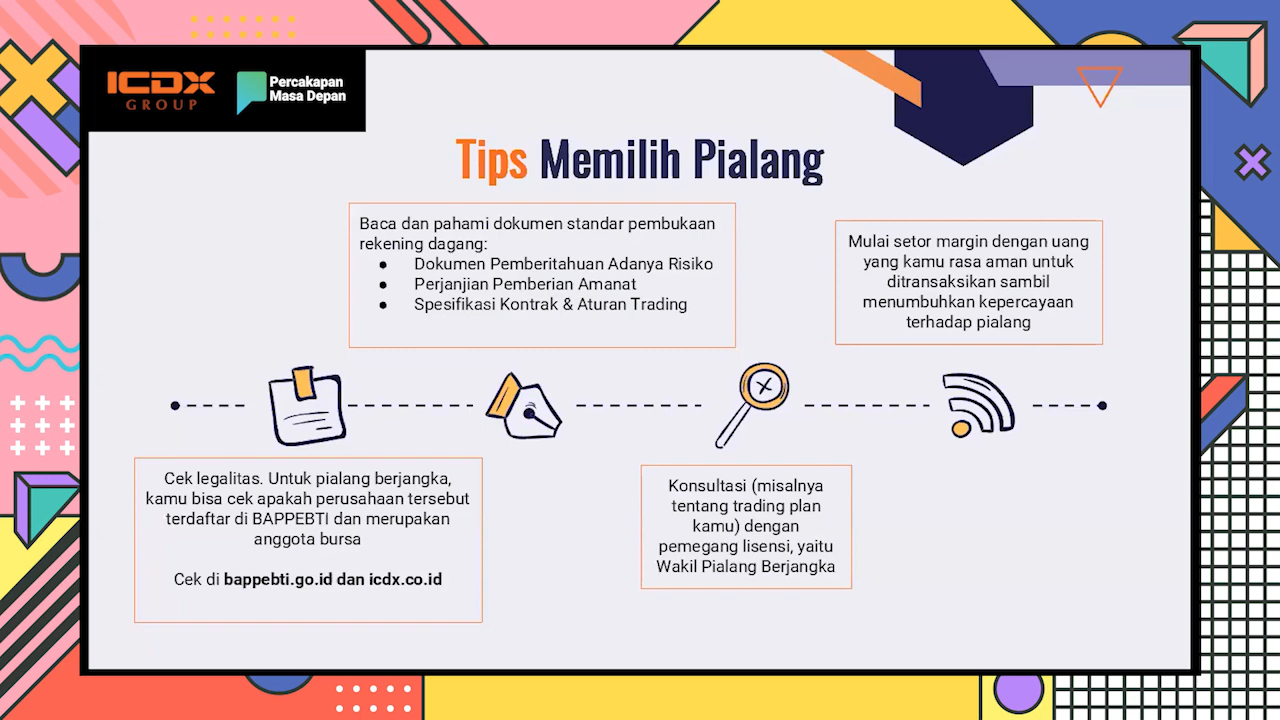 ICDX
GROUP
Percakapan
Masa Depan
Tips Memilih Pialang
Baca dan pahami dokumen standar pembukaan
rekening dagang:
● Dokumen Pemberitahuan Adanya Risiko
● Perjanjian Pemberian Amanat
● Spesifikasi Kontrak & Aturan Trading
Mulai setor margin dengan uang
yang kamu rasa aman untuk
ditransaksikan sambil
menumbuhkan kepercayaan
terhadap pialang
Cek legalitas. Untuk pialang berjangka,
kamu bisa cek apakah perusahaan tersebut
terdaftar di BAPPEBTI dan merupakan
anggota bursa
Cek di bappebti.go.id dan icdx.co.id
Konsultasi (misalnya
tentang trading plan
kamu) dengan
pemegang lisensi, yaitu
Wakil Pialang Berjangka